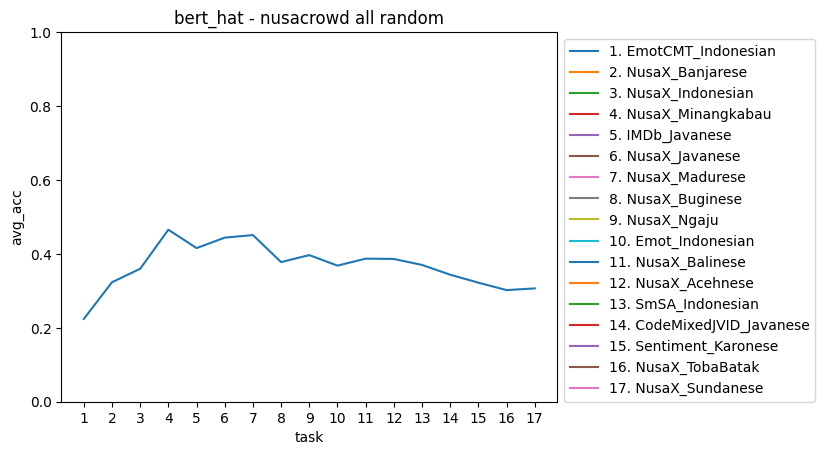 bert_hat - nusacrowd all random
1.0
0.8
0.6
0.4
0.2
0.0
avg_acc
1 2 3 4 5 6 7 8 9 10 11 12 13 14 15 16 17
task
1. EmotCMT_Indonesian
2. NusaX_Banjarese
3. NusaX_Indonesian
4. NusaX_Minangkabau
5. IMDb_Javanese
6. NusaX_Javanese
7. NusaX_Madurese
8. NusaX_Buginese
9. NusaX_Ngaju
10. Emot_Indonesian
11. NusaX_Balinese
12. NusaX_Acehnese
13. SmSA_Indonesian
14. CodeMixedJVID_Javanese
15. Sentiment_Karonese
16. NusaX_TobaBatak
17. NusaX_Sundanese